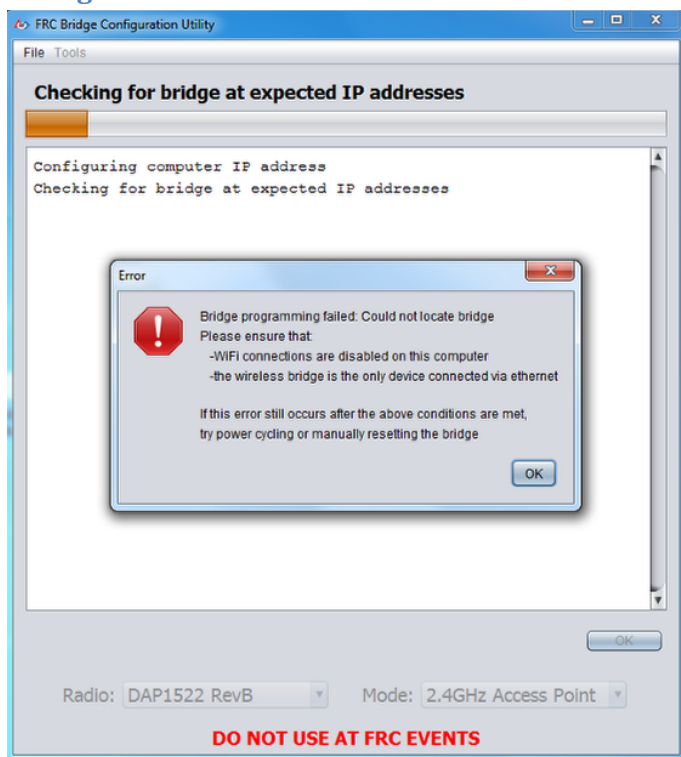 FRC Bridge Configuration Utility
File Tools
Checking for bridge at expected IP addresses
Configuring computer IP address
Checking for bridge at expected IP addresses
Error
Bridge programming failed: Could not locate bridge
Please ensure that:
-WiFi connections are disabled on this computer
-the wireless bridge is the only device connected via ethernet
If this error still occurs after the above conditions are met,
try power cycling or manually resetting the bridge
OK
OK
Radio: DAP1522 RevB Mode: 2.4GHz Access Point
DO NOT USE AT FRC EVENTS